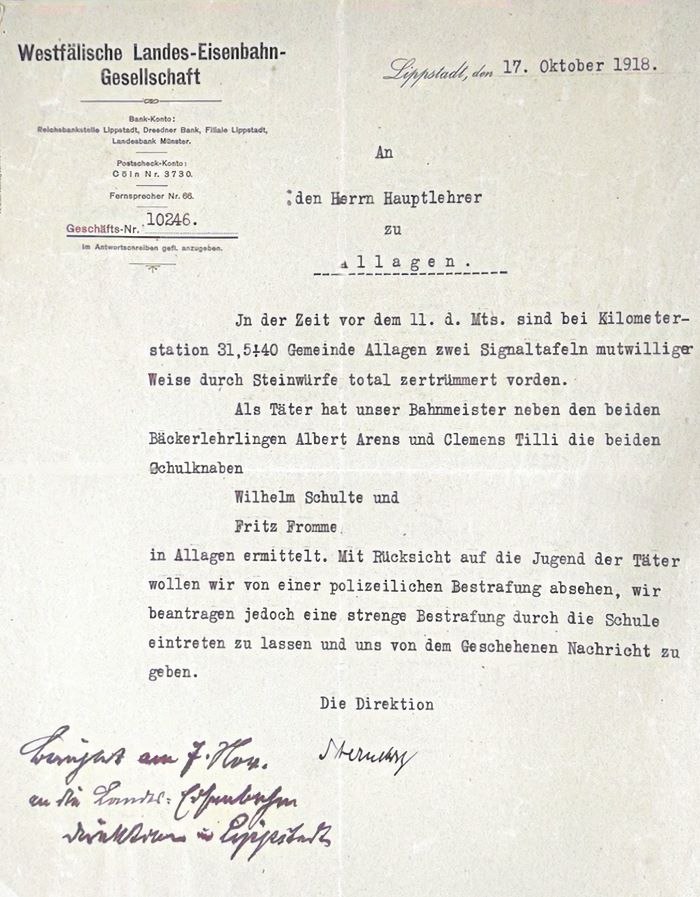 Westfälische Landes-Eisenbahn-
Gesellschaft
Bank-Konto:
Reichsbankstelle Lippstadt, Dresdner Bank, Filiale Lippstadt,
Landesbank Münster.
Postscheck-Konto:
Cöln Nr. 3730.
Fernsprecher Nr. 66.
Geschäfts-Nr. 10246.
Im Antwortschreiben gefl. anzugeben.
Lippstadt, den 17. Oktober 1918.
An
den Herrn Hauptlehrer
zu
Allagen.
Jn der Zeit vor dem 11. d. Mts. sind bei Kilometer-
station 31,5+40 Gemeinde Allagen zwei Signaltafeln mutwilliger
Weise durch Steinwürfe total zertrümmert vorden.
Als Täter hat unser Bahnmeister neben den beiden
Bäckerlehrlingen Albert Arens und Clemens Tilli die beiden
Schulknaben
Wilhelm Schulte und
Fritz Fromme
in Allagen ermittelt. Mit Rücksicht auf die Jugend der Täter
wollen wir von einer polizeilichen Bestrafung absehen, wir
beantragen jedoch eine strenge Bestrafung durch die Schule
eintreten zu lassen und uns von dem Geschehenen Nachricht zu
geben.
Die Direktion
am 7. Nov.
an die Landes-Eisenbahn
direktion in Lippstadt